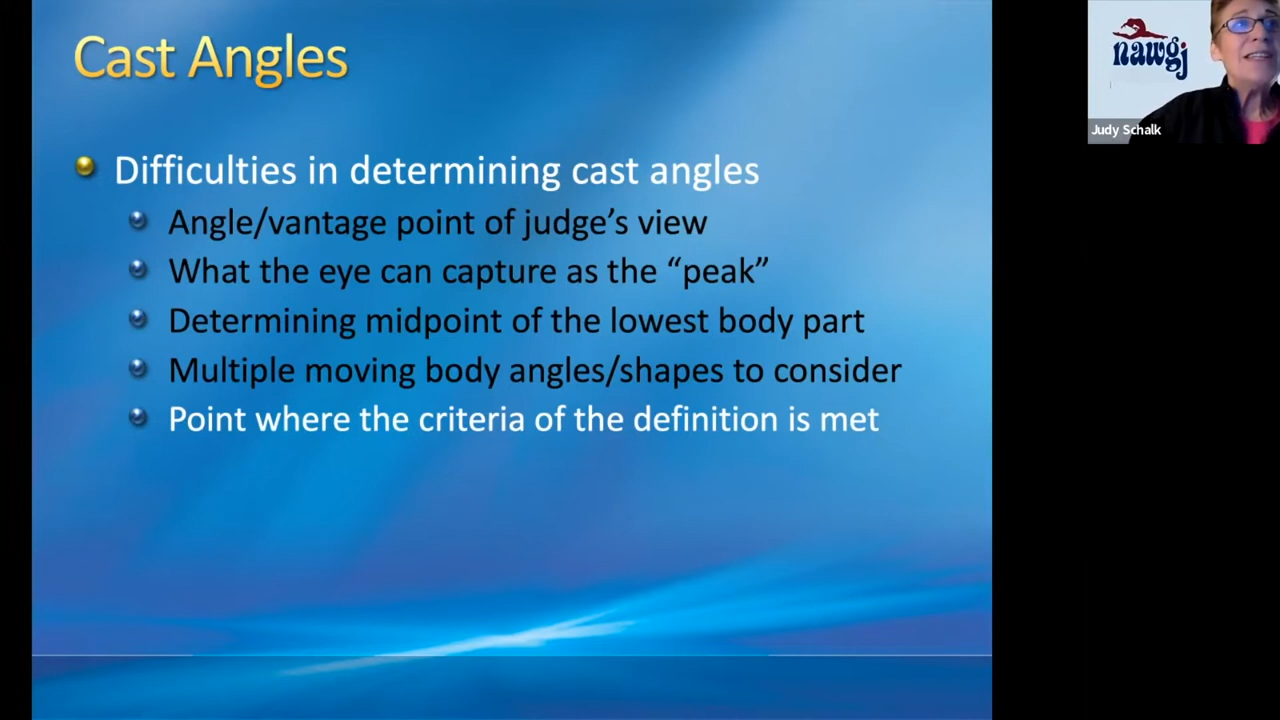 Cast Angles
Difficulties in determining cast angles
Angle/vantage point of judge’s view
What the eye can capture as the “peak”
Determining midpoint of the lowest body part
Multiple moving body angles/shapes to consider
Point where the criteria of the definition is met
nawgj
Judy Schalk